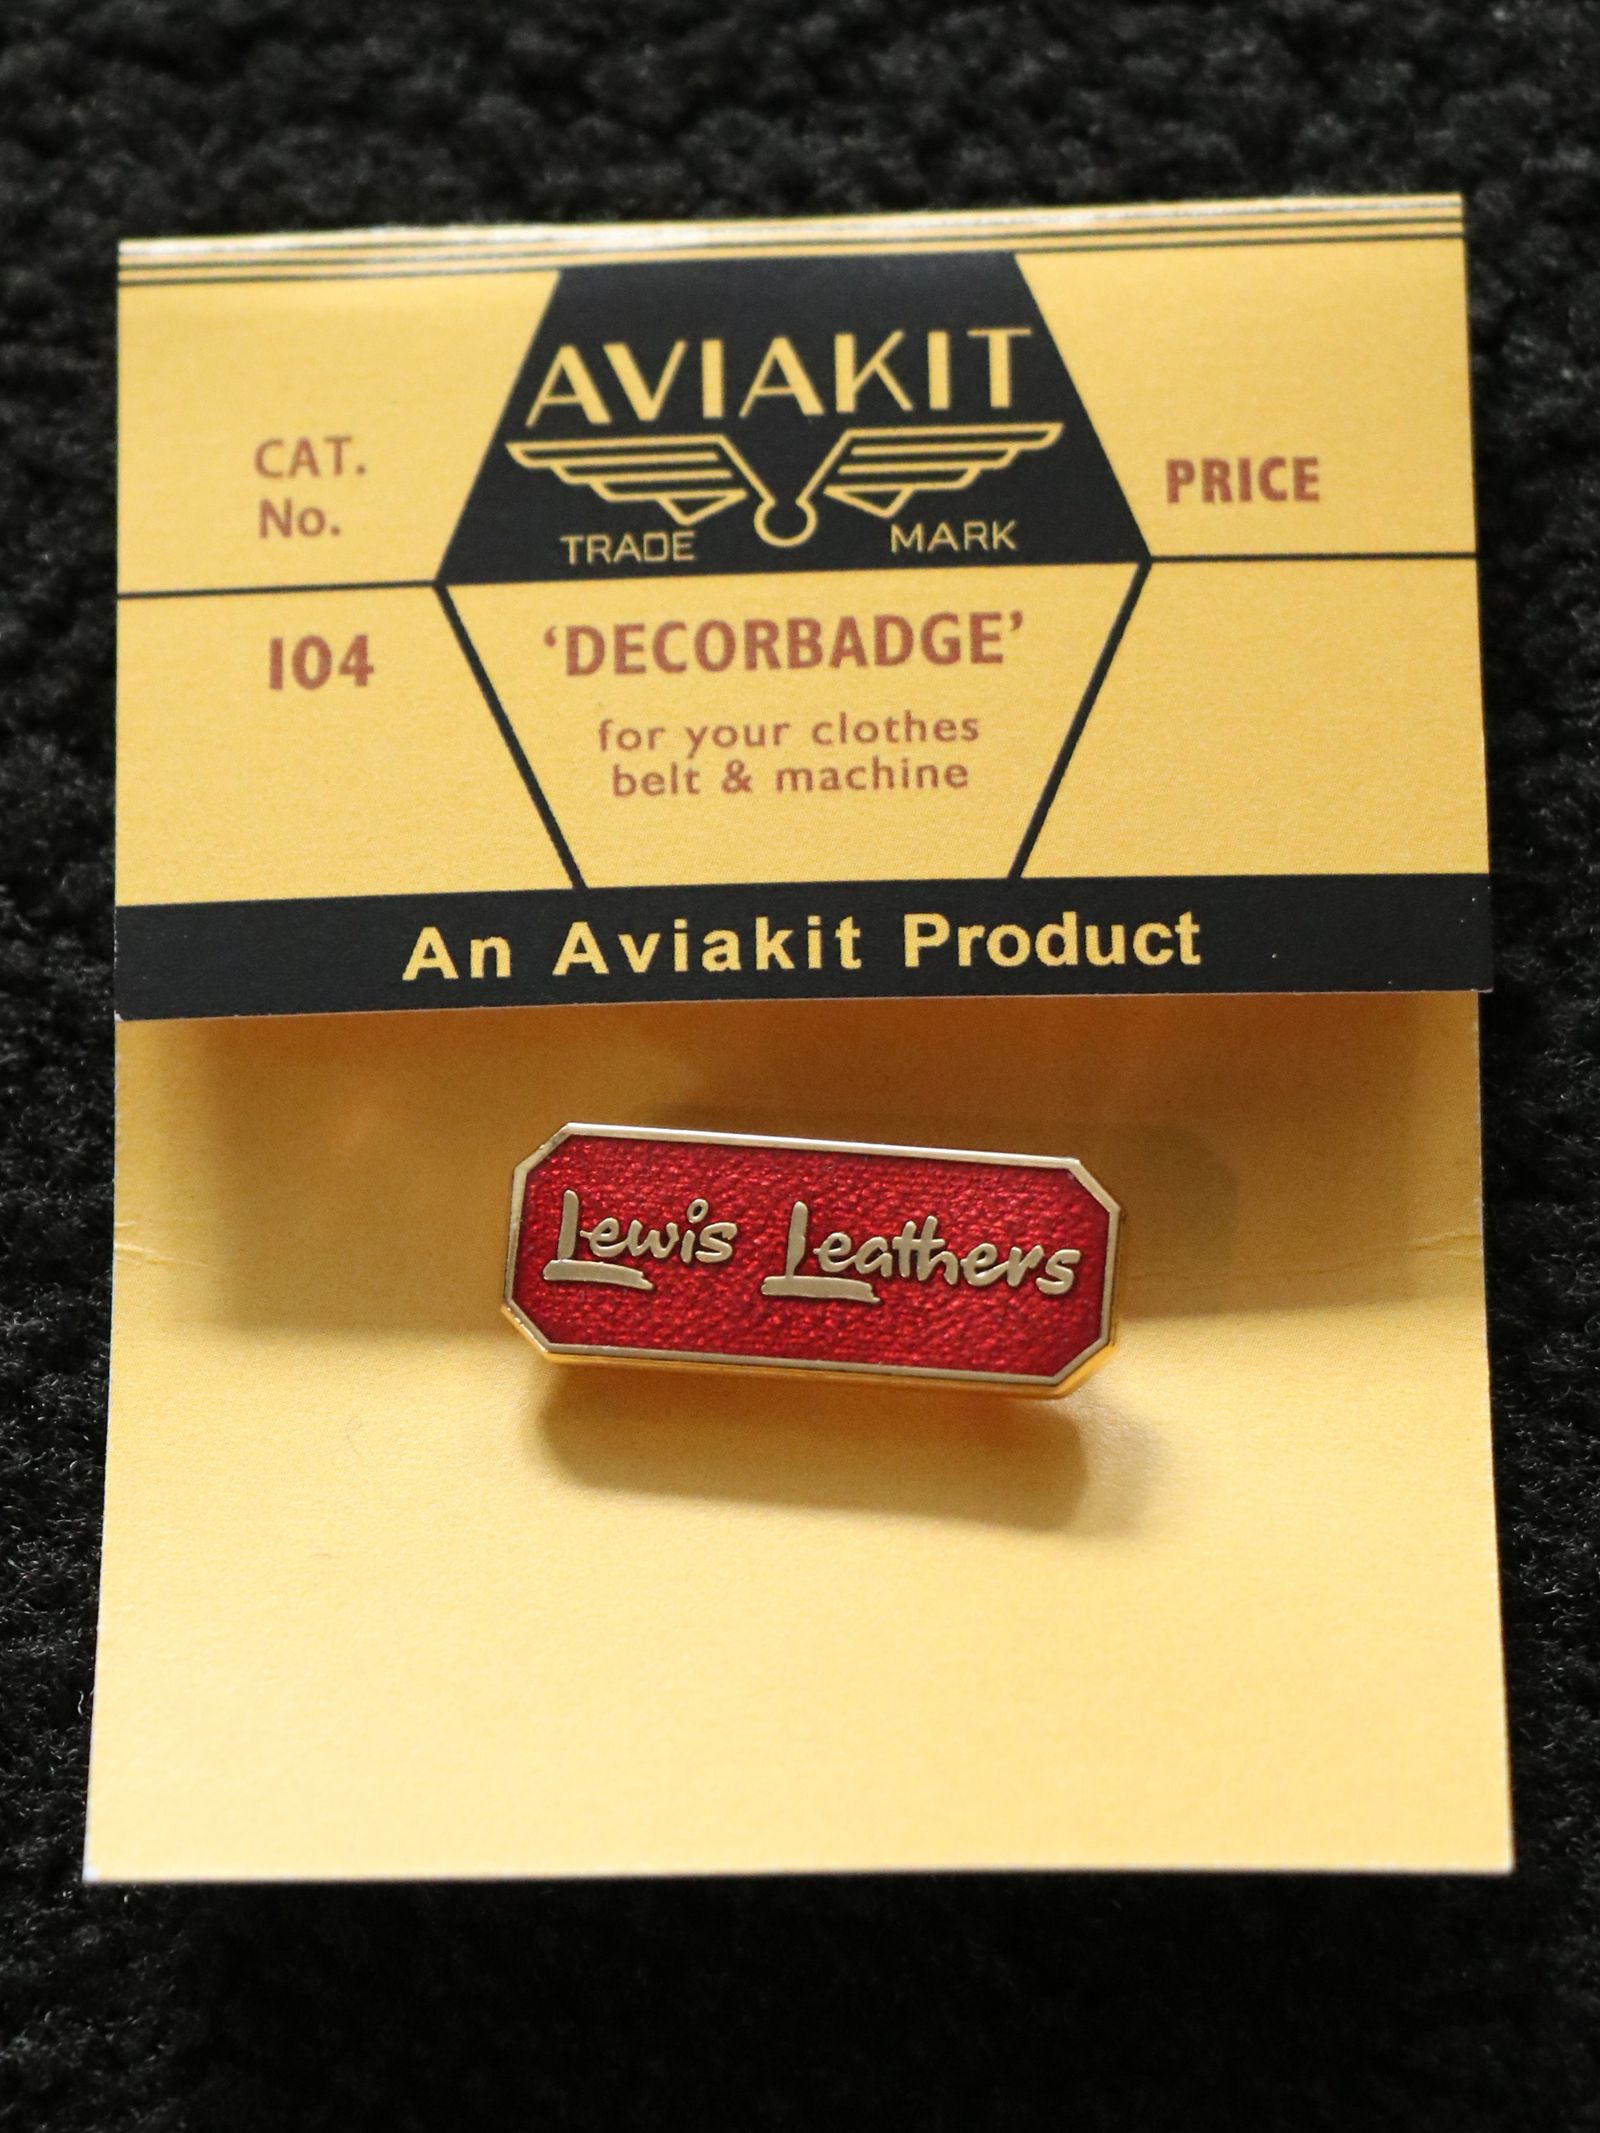 AVIAKIT
TRADE MARK
CAT.
No.
PRICE
104
‘DECORBADGE’
for your clothes
belt & machine
An Aviakit Product
Lewis Leathers